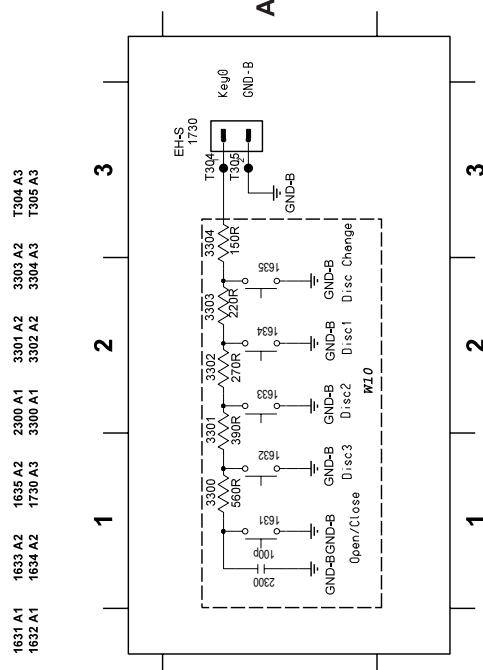 A
1631 A1 1633 A2 1635 A2 2300 A1 3301 A2 3303 A2 T304 A3
1632 A1 1634 A2 1730 A3 3300 A1 3302 A2 3304 A3 T305 A3
1 2 3
EH-S
1730
Key0
GND-B
T304
1
T305
2
GND-B
3300
560R
3301
390R
3302
270R
3303
220R
3304
150R
2300
100p
1631
1632
1633
1634
1635
GND-B
GND-B
GND-B
GND-B
GND-B
GND-B
Open/Close
Disc3
Disc2
Disc1
Disc Change
W10
1 2 3